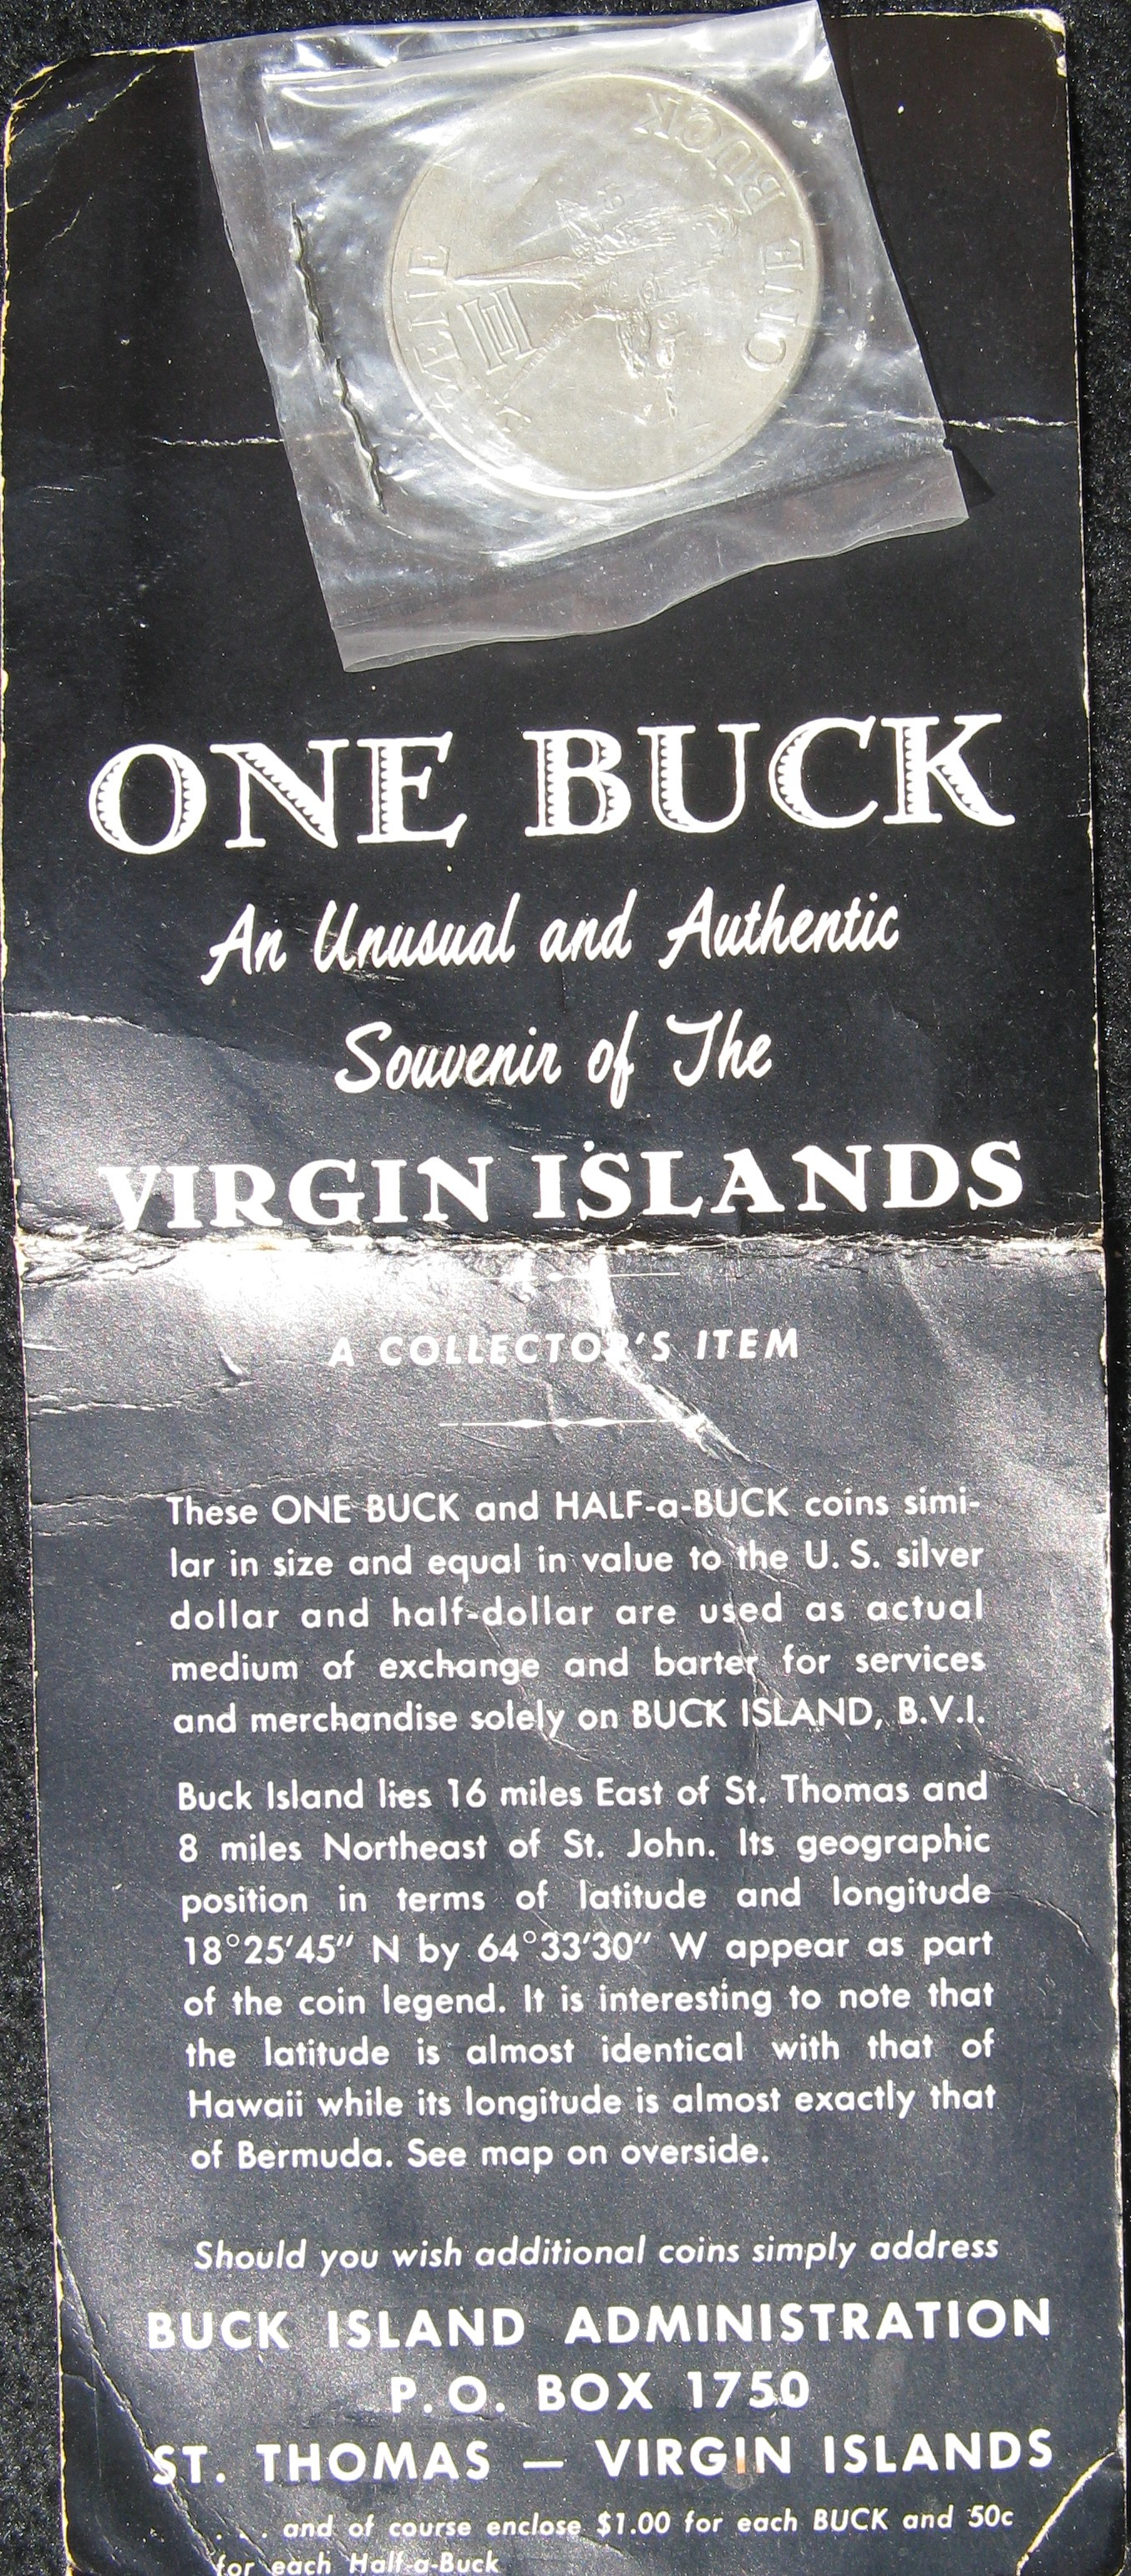 ONE BUCK
ONE BUCK
An Unusual and Authentic
Souvenir of The
VIRGIN ISLANDS
A COLLECTOR'S ITEM
These ONE BUCK and HALF-a-BUCK coins simi-
lar in size and equal in value to the U. S. silver
dollar and half-dollar are used as actual
medium of exchange and barter for services
and merchandise solely on BUCK ISLAND, B.V.I.
Buck Island lies 16 miles East of St. Thomas and
8 miles Northeast of St. John. Its geographic
position in terms of latitude and longitude
18°25'45" N by 64°33'30" W appear as part
of the coin legend. It is interesting to note that
the latitude is almost identical with that of
Hawaii while its longitude is almost exactly that
of Bermuda. See map on overside.
Should you wish additional coins simply address
BUCK ISLAND ADMINISTRATION
P.O. BOX 1750
ST. THOMAS — VIRGIN ISLANDS
. . . and of course enclose $1.00 for each BUCK and 50c
for each Half-a-Buck